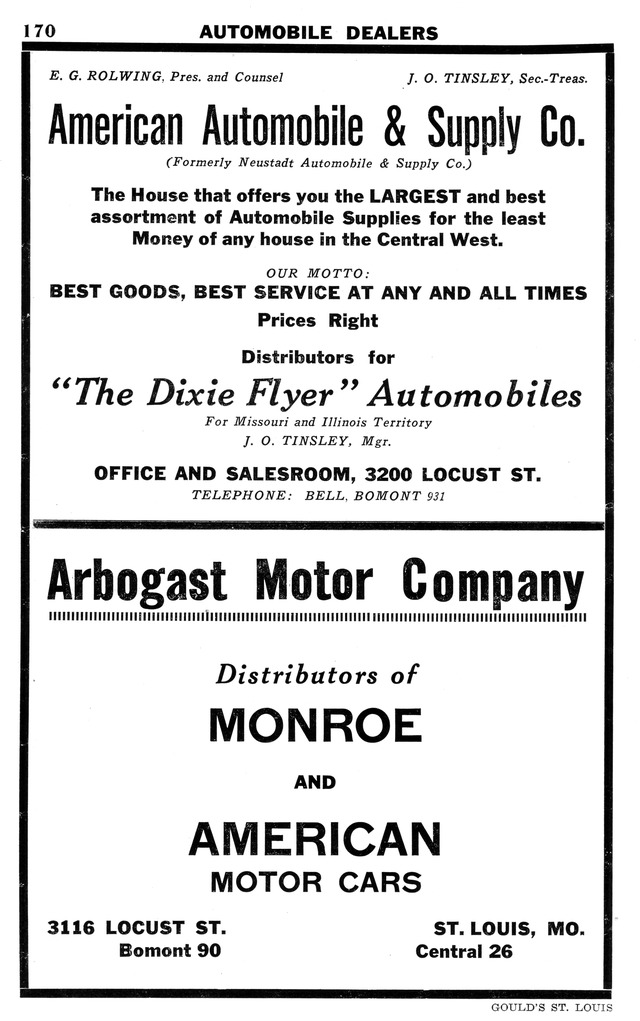 170
AUTOMOBILE DEALERS
E. G. ROLWING, Pres. and Counsel
J. O. TINSLEY, Sec.-Treas.
American Automobile & Supply Co.
(Formerly Neustadt Automobile & Supply Co.)
The House that offers you the LARGEST and best
assortment of Automobile Supplies for the least
Money of any house in the Central West.
OUR MOTTO:
BEST GOODS, BEST SERVICE AT ANY AND ALL TIMES
Prices Right
Distributors for
"The Dixie Flyer" Automobiles
For Missouri and Illinois Territory
J. O. TINSLEY, Mgr.
OFFICE AND SALESROOM, 3200 LOCUST ST.
TELEPHONE: BELL, BOMONT 931
Arbogast Motor Company
Distributors of
MONROE
AND
AMERICAN
MOTOR CARS
3116 LOCUST ST.
Bomont 90
ST. LOUIS, MO.
Central 26
GOULD'S ST. LOUIS